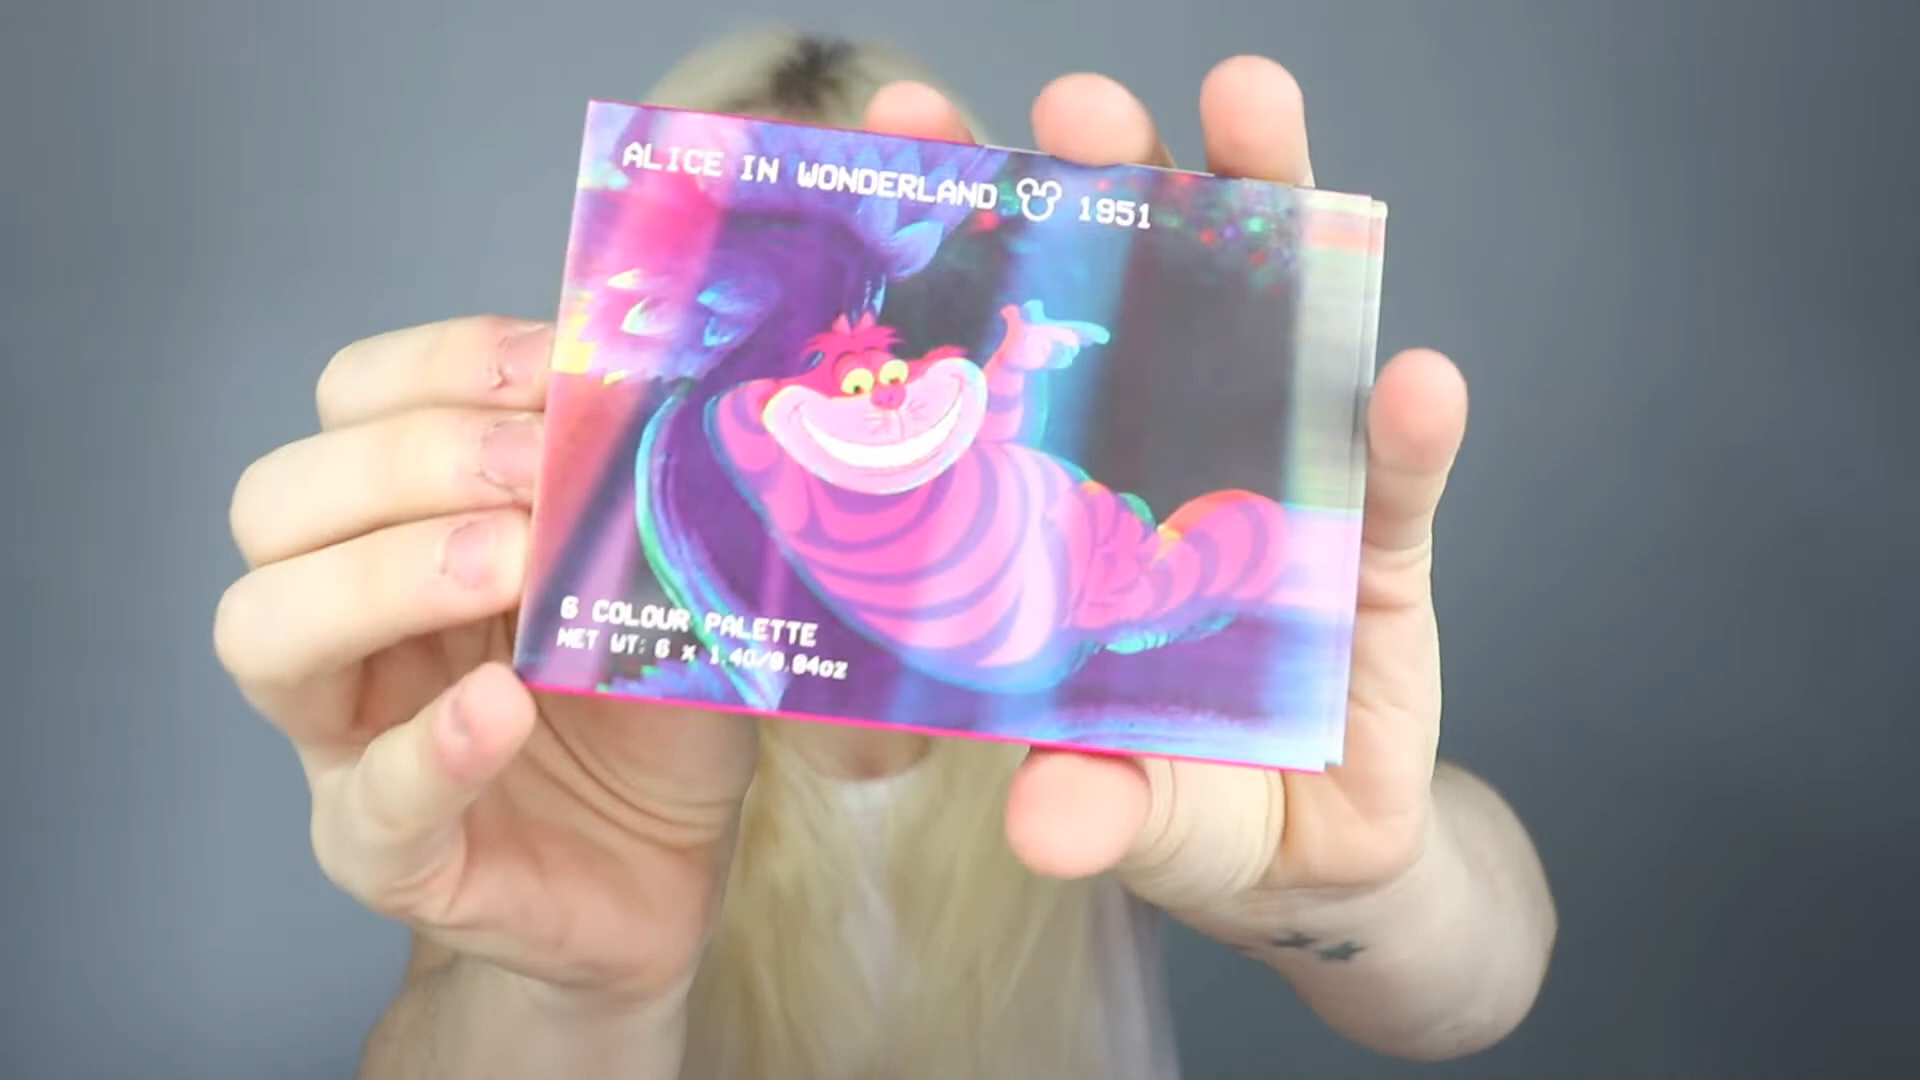 ALICE IN WONDERLAND 1951
6 COLOUR PALETTE
NET WT: 6 x 1.40/0.04oz